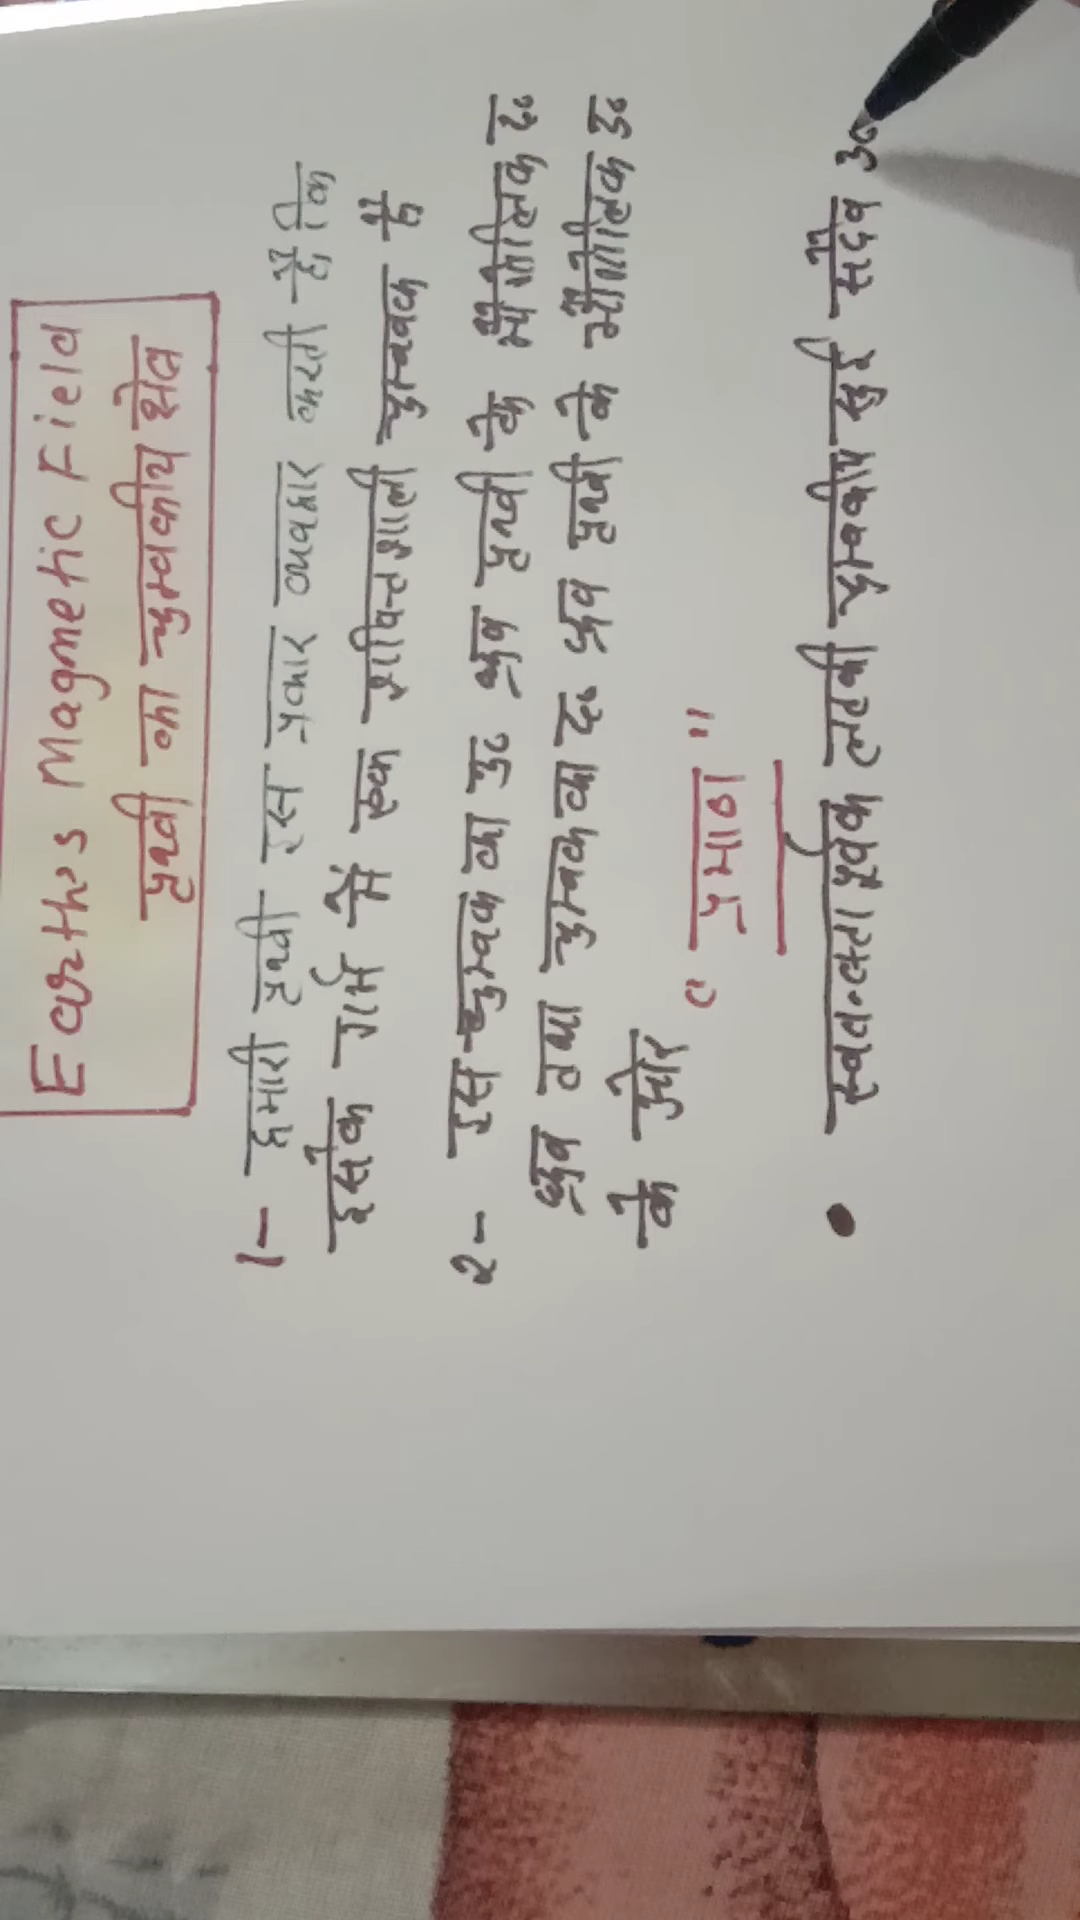 Earth's Magnetic Field
पृथ्वी का चुम्बकीय क्षेत्र
1- हमारी पृथ्वी इस प्रकार व्यवहार करती है कि
इसके गर्भ में एक शक्तिशाली चुम्बक है
2- इस चुम्बक का उ० ध्रुव पृथ्वी के भौगोलिक द०
ध्रुव तथा चुम्बक का द० ध्रुव पृथ्वी के भौगोलिक उ०
के ओर
" प्रमाण "
• स्वतन्त्रता पूर्वक लटकी चुम्बकीय सुई सदैव उ०